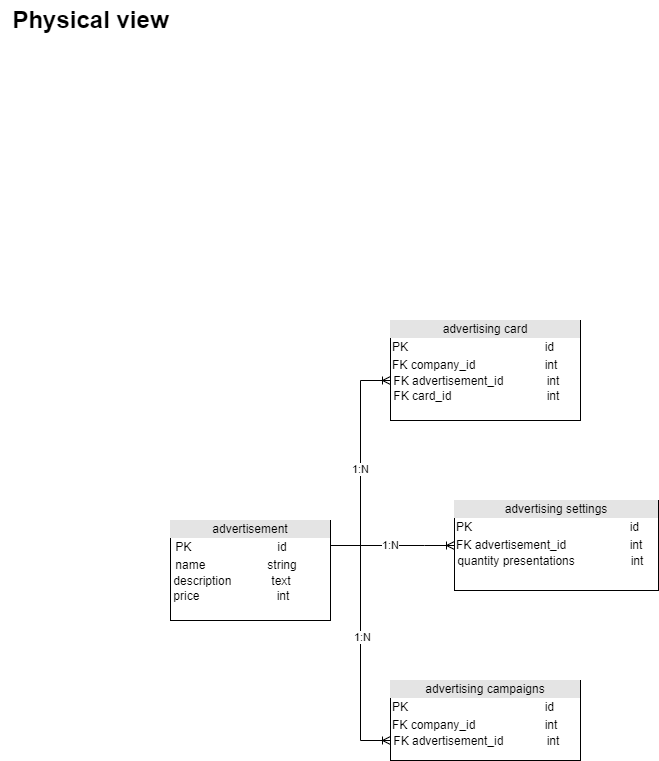 Physical view
advertising card
PK id
FK company_id int
FK advertisement_id int
FK card_id int
1:N
advertising settings
PK id
FK advertisement_id int
quantity presentations int
1:N
advertisement
PK id
name string
description text
price int
1:N
advertising campaigns
PK id
FK company_id int
FK advertisement_id int